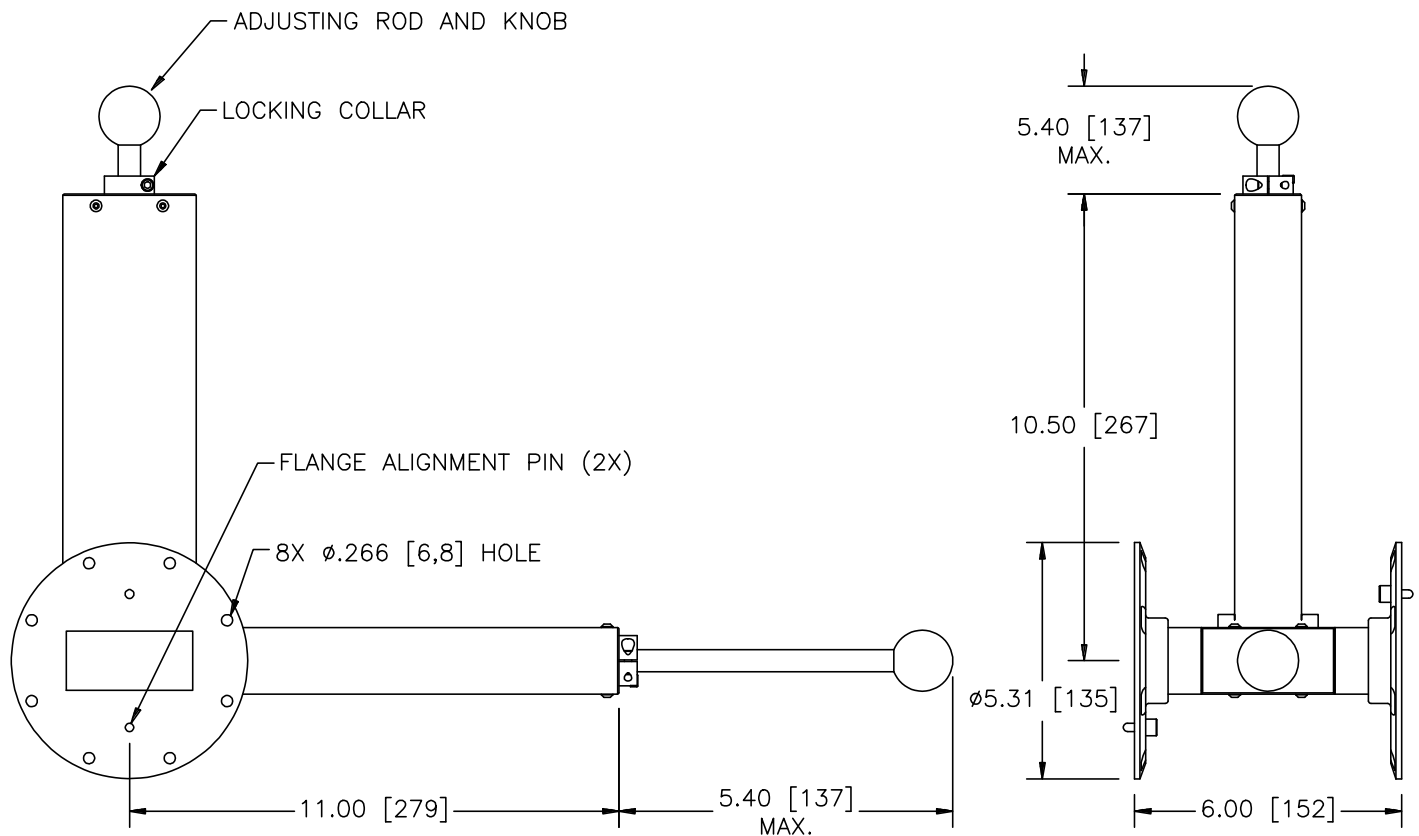 ADJUSTING ROD AND KNOB
LOCKING COLLAR
5.40 [137]
MAX.
10.50 [267]
FLANGE ALIGNMENT PIN (2X)
8X ø.266 [6,8] HOLE
ø5.31 [135]
11.00 [279]
5.40 [137]
MAX.
6.00 [152]